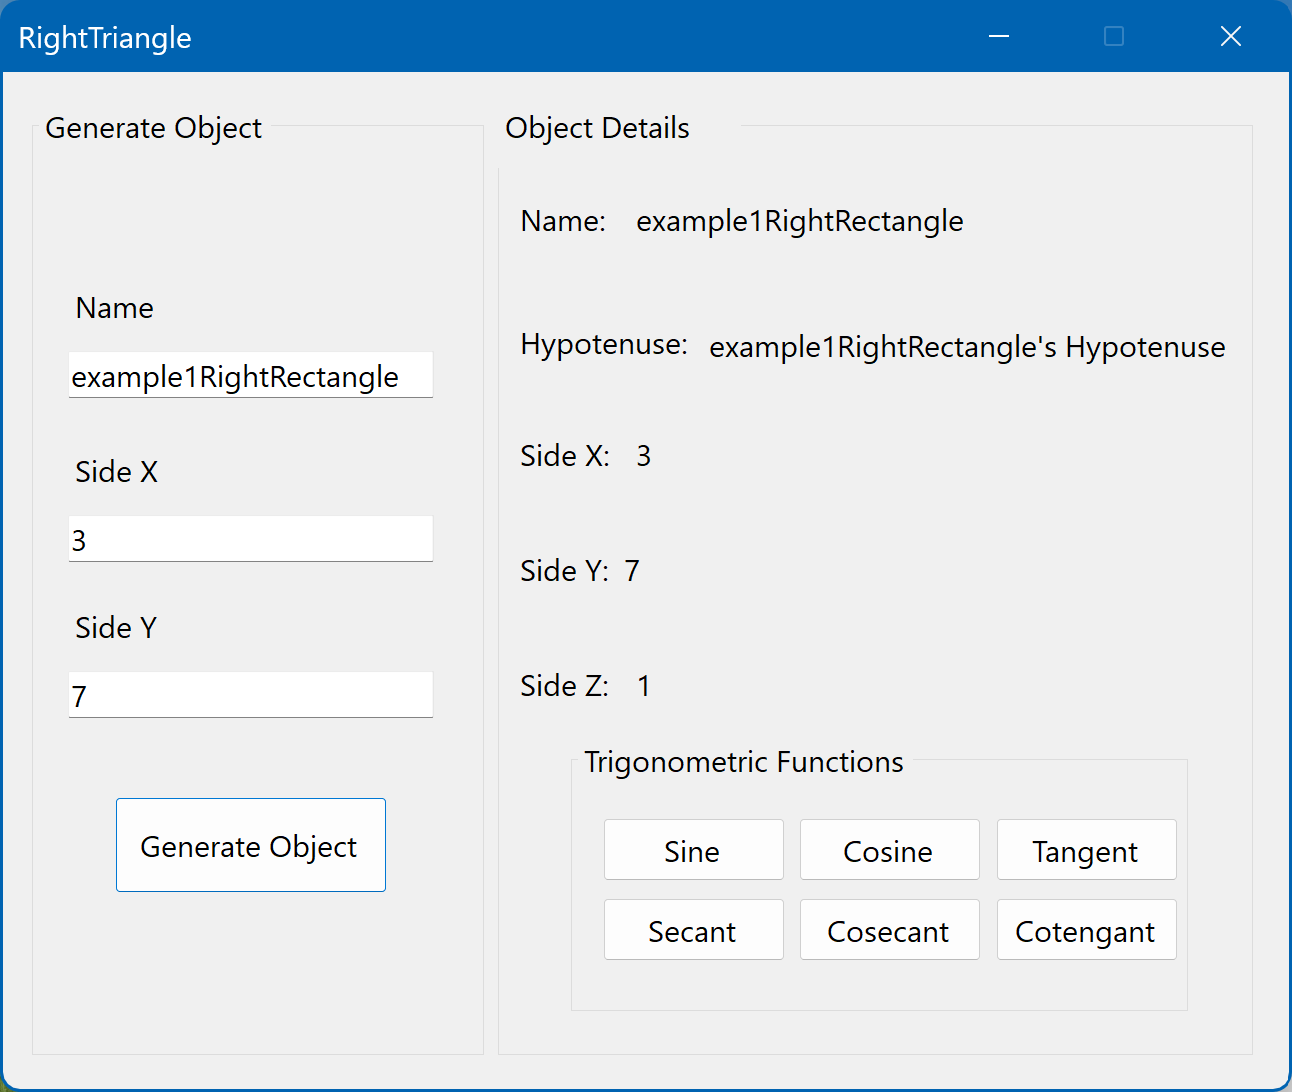 RightTriangle
Generate Object
Name
example1RightRectangle
Side X
3
Side Y
7
Generate Object
Object Details
Name: example1RightRectangle
Hypotenuse: example1RightRectangle's Hypotenuse
Side X: 3
Side Y: 7
Side Z: 1
Trigonometric Functions
Sine Cosine Tangent
Secant Cosecant Cotengant